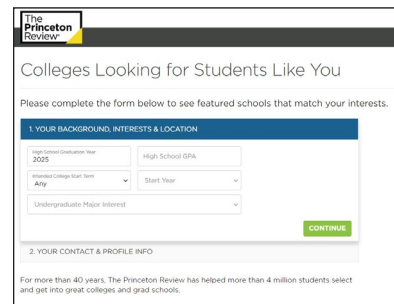 The
Princeton
Review®
Colleges Looking for Students Like You
Please complete the form below to see featured schools that match your interests.
1. YOUR BACKGROUND, INTERESTS & LOCATION
High School Graduation Year
2025
High School GPA
Intended College Start Term
Any
Start Year
Undergraduate Major Interest
CONTINUE
2. YOUR CONTACT & PROFILE INFO
For more than 40 years, The Princeton Review has helped more than 4 million students select
and get into great colleges and grad schools.